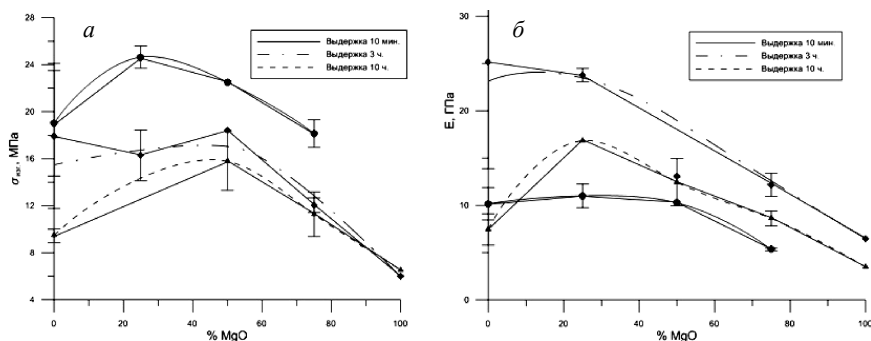 а
Выдержка 10 мин.
Выдержка 3 ч.
Выдержка 10 ч.
σизг., МПа
28
24
20
16
12
8
4
0
20
40
60
80
100
% MgO
б
Выдержка 10 мин.
Выдержка 3 ч.
Выдержка 10 ч.
E, ГПа
30
20
10
0
0
20
40
60
80
100
% MgO